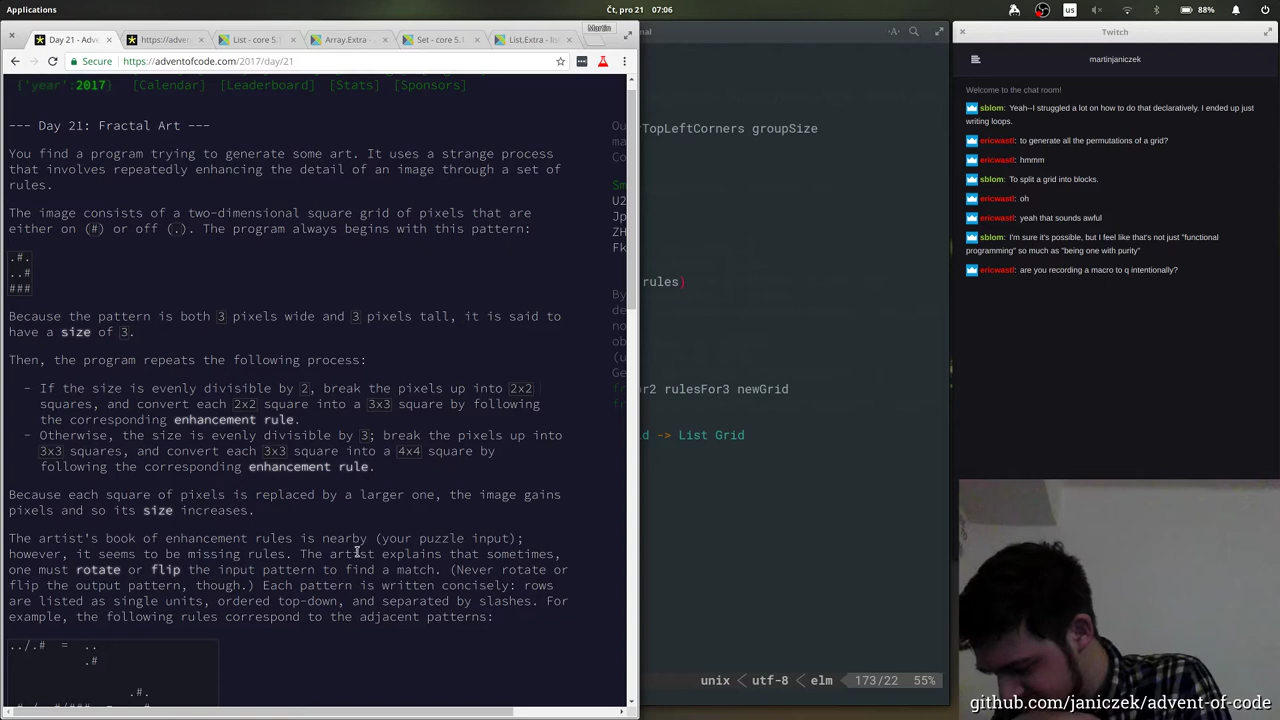 Applications
Čt, pro 21 07:06
us
88%
Martin
Day 21 - Adve
https://adventofc
List - core 5.1
Array.Extra -
Set - core 5.1
List.Extra - list
Secure https://adventofcode.com/2017/day/21
{'year':2017} [Calendar] [Leaderboard] [Stats] [Sponsors]
--- Day 21: Fractal Art ---
You find a program trying to generate some art. It uses a strange process
that involves repeatedly enhancing the detail of an image through a set of
rules.
The image consists of a two-dimensional square grid of pixels that are
either on (#) or off (.). The program always begins with this pattern:
.#.
..#
###
Because the pattern is both 3 pixels wide and 3 pixels tall, it is said to
have a size of 3.
Then, the program repeats the following process:
- If the size is evenly divisible by 2, break the pixels up into 2x2
squares, and convert each 2x2 square into a 3x3 square by following
the corresponding enhancement rule.
- Otherwise, the size is evenly divisible by 3; break the pixels up into
3x3 squares, and convert each 3x3 square into a 4x4 square by
following the corresponding enhancement rule.
Because each square of pixels is replaced by a larger one, the image gains
pixels and so its size increases.
The artist's book of enhancement rules is nearby (your puzzle input);
however, it seems to be missing rules. The artist explains that sometimes,
one must rotate or flip the input pattern to find a match. (Never rotate or
flip the output pattern, though.) Each pattern is written concisely: rows
are listed as single units, ordered top-down, and separated by slashes. For
example, the following rules correspond to the adjacent patterns:
../.# = ..
.#
.#.
nal
rTopLeftCorners groupSize
rules)
or2 rulesFor3 newGrid
d -> List Grid
unix utf-8 elm 173/22 55%
Twitch
martinjaniczek
Welcome to the chat room!
sblom: Yeah--I struggled a lot on how to do that declaratively. I ended up just
writing loops.
ericwastl: to generate all the permutations of a grid?
ericwastl: hmmm
sblom: To split a grid into blocks.
ericwastl: oh
ericwastl: yeah that sounds awful
sblom: I'm sure it's possible, but I feel like that's not just "functional
programming" so much as "being one with purity"
ericwastl: are you recording a macro to q intentionally?
github.com/janiczek/advent-of-code